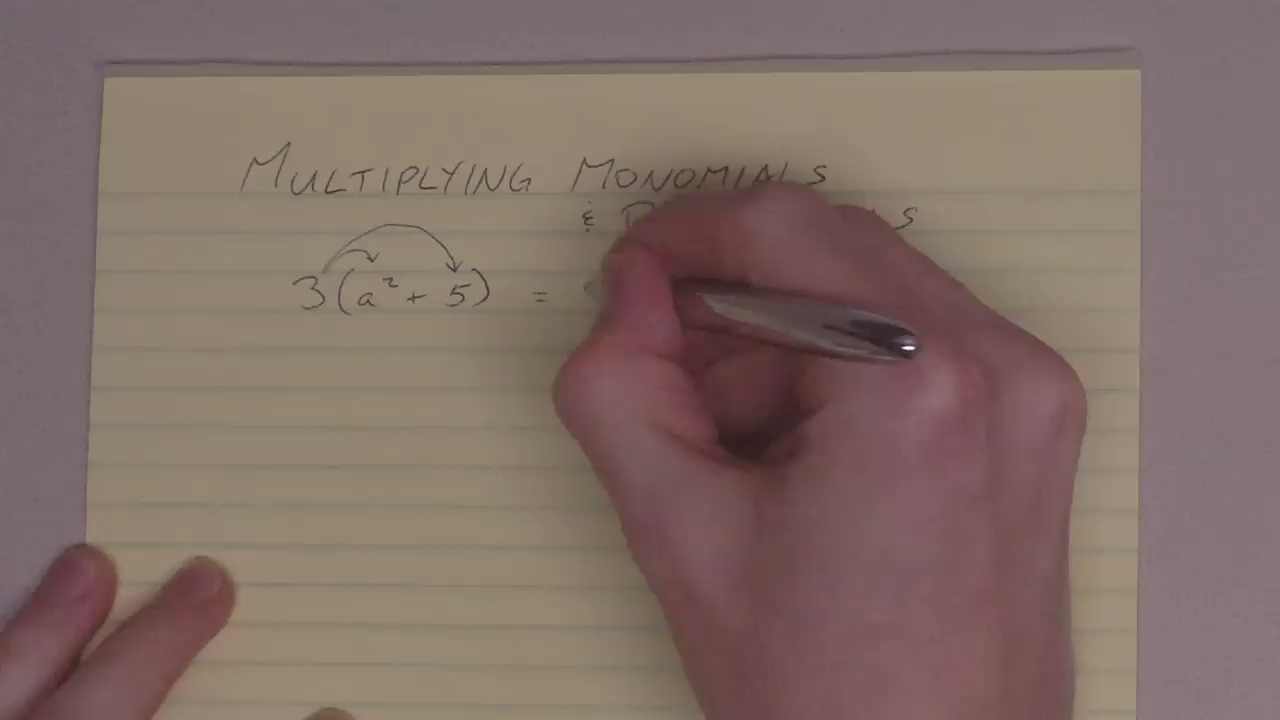 MULTIPLYING MONOMIALS
&
3(a² + 5) =